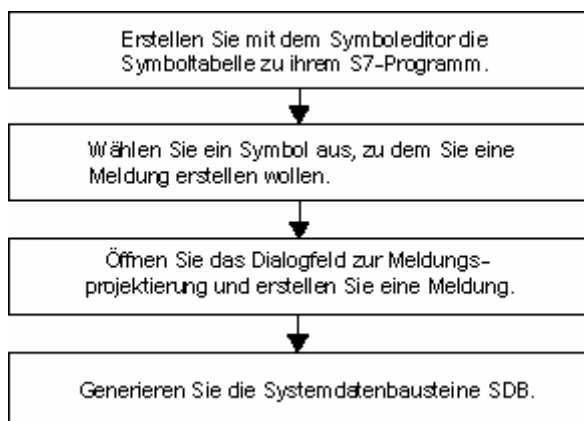 Erstellen Sie mit dem Symboleditor die
Symboltabelle zu ihrem S7-Programm.
Wählen Sie ein Symbol aus, zu dem Sie eine
Meldung erstellen wollen.
Öffnen Sie das Dialogfeld zur Meldungs-
projektierung und erstellen Sie eine Meldung.
Generieren Sie die Systemdatenbausteine SDB.